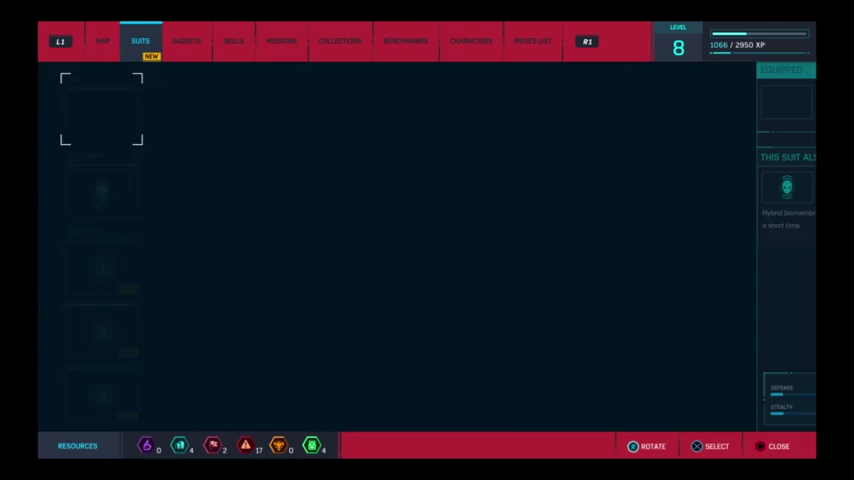 L1 MAP SUITS GADGETS SKILLS MISSIONS COLLECTIONS BENCHMARKS CHARACTERS MOVES LIST R1
NEW
LEVEL
8
1066 / 2950 XP
EQUIPPED
THIS SUIT AL
Hybrid biomembr
e short time
DEFENSE
STEALTH
RESOURCES 0 4 2 17 0 4
R ROTATE SELECT CLOSE